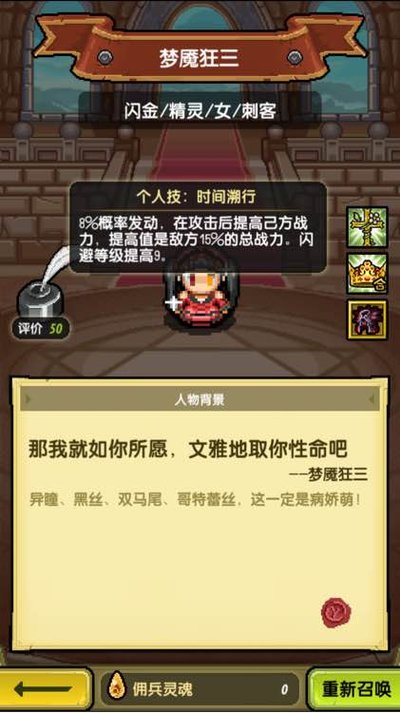 梦魇狂三
闪金/精灵/女/刺客
个人技：时间溯行
8%概率发动，在攻击后提高己方战
力，提高值是敌方15%的总战力。闪
避等级提高9。
评价 50
人物背景
那我就如你所愿，文雅地取你性命吧
--梦魇狂三
异瞳、黑丝、双马尾、哥特蕾丝，这一定是病娇萌！
佣兵灵魂 0
重新召唤